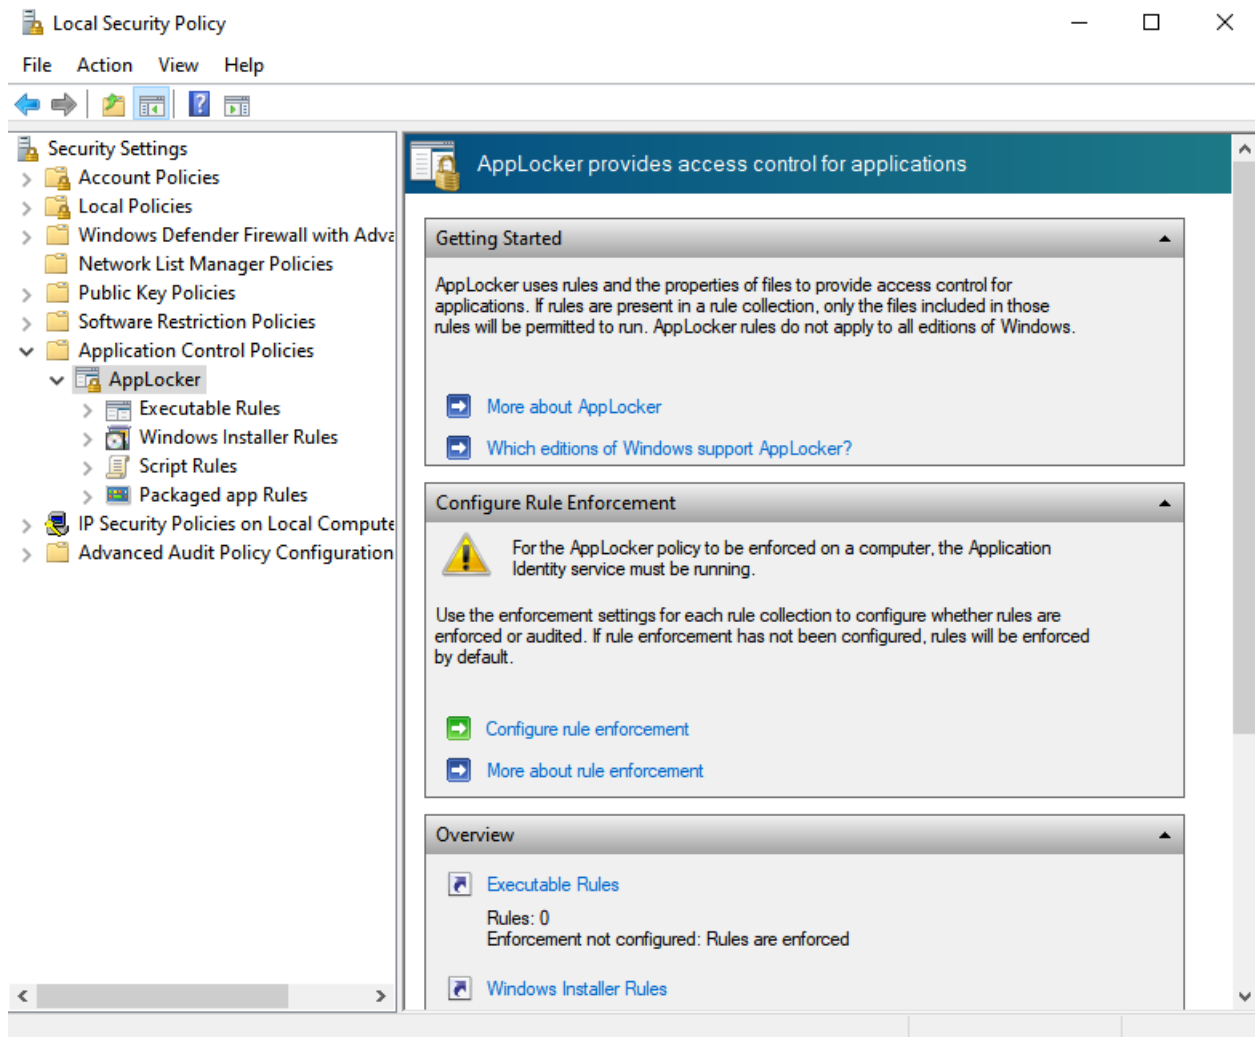 Local Security Policy
File Action View Help
Security Settings
Account Policies
Local Policies
Windows Defender Firewall with Adva
Network List Manager Policies
Public Key Policies
Software Restriction Policies
Application Control Policies
AppLocker
Executable Rules
Windows Installer Rules
Script Rules
Packaged app Rules
IP Security Policies on Local Compute
Advanced Audit Policy Configuration
AppLocker provides access control for applications
Getting Started
AppLocker uses rules and the properties of files to provide access control for
applications. If rules are present in a rule collection, only the files included in those
rules will be permitted to run. AppLocker rules do not apply to all editions of Windows.
More about AppLocker
Which editions of Windows support AppLocker?
Configure Rule Enforcement
For the AppLocker policy to be enforced on a computer, the Application
Identity service must be running.
Use the enforcement settings for each rule collection to configure whether rules are
enforced or audited. If rule enforcement has not been configured, rules will be enforced
by default.
Configure rule enforcement
More about rule enforcement
Overview
Executable Rules
Rules: 0
Enforcement not configured: Rules are enforced
Windows Installer Rules